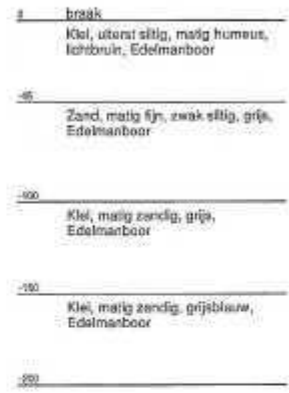 0 braak
Klei, uiterst siltig, matig humeus,
lichtbruin, Edelmanboor
-45
Zand, matig fijn, zwak siltig, grijs,
Edelmanboor
-100
Klei, matig zandig, grijs,
Edelmanboor
-150
Klei, matig zandig, grijsblauw,
Edelmanboor
-200